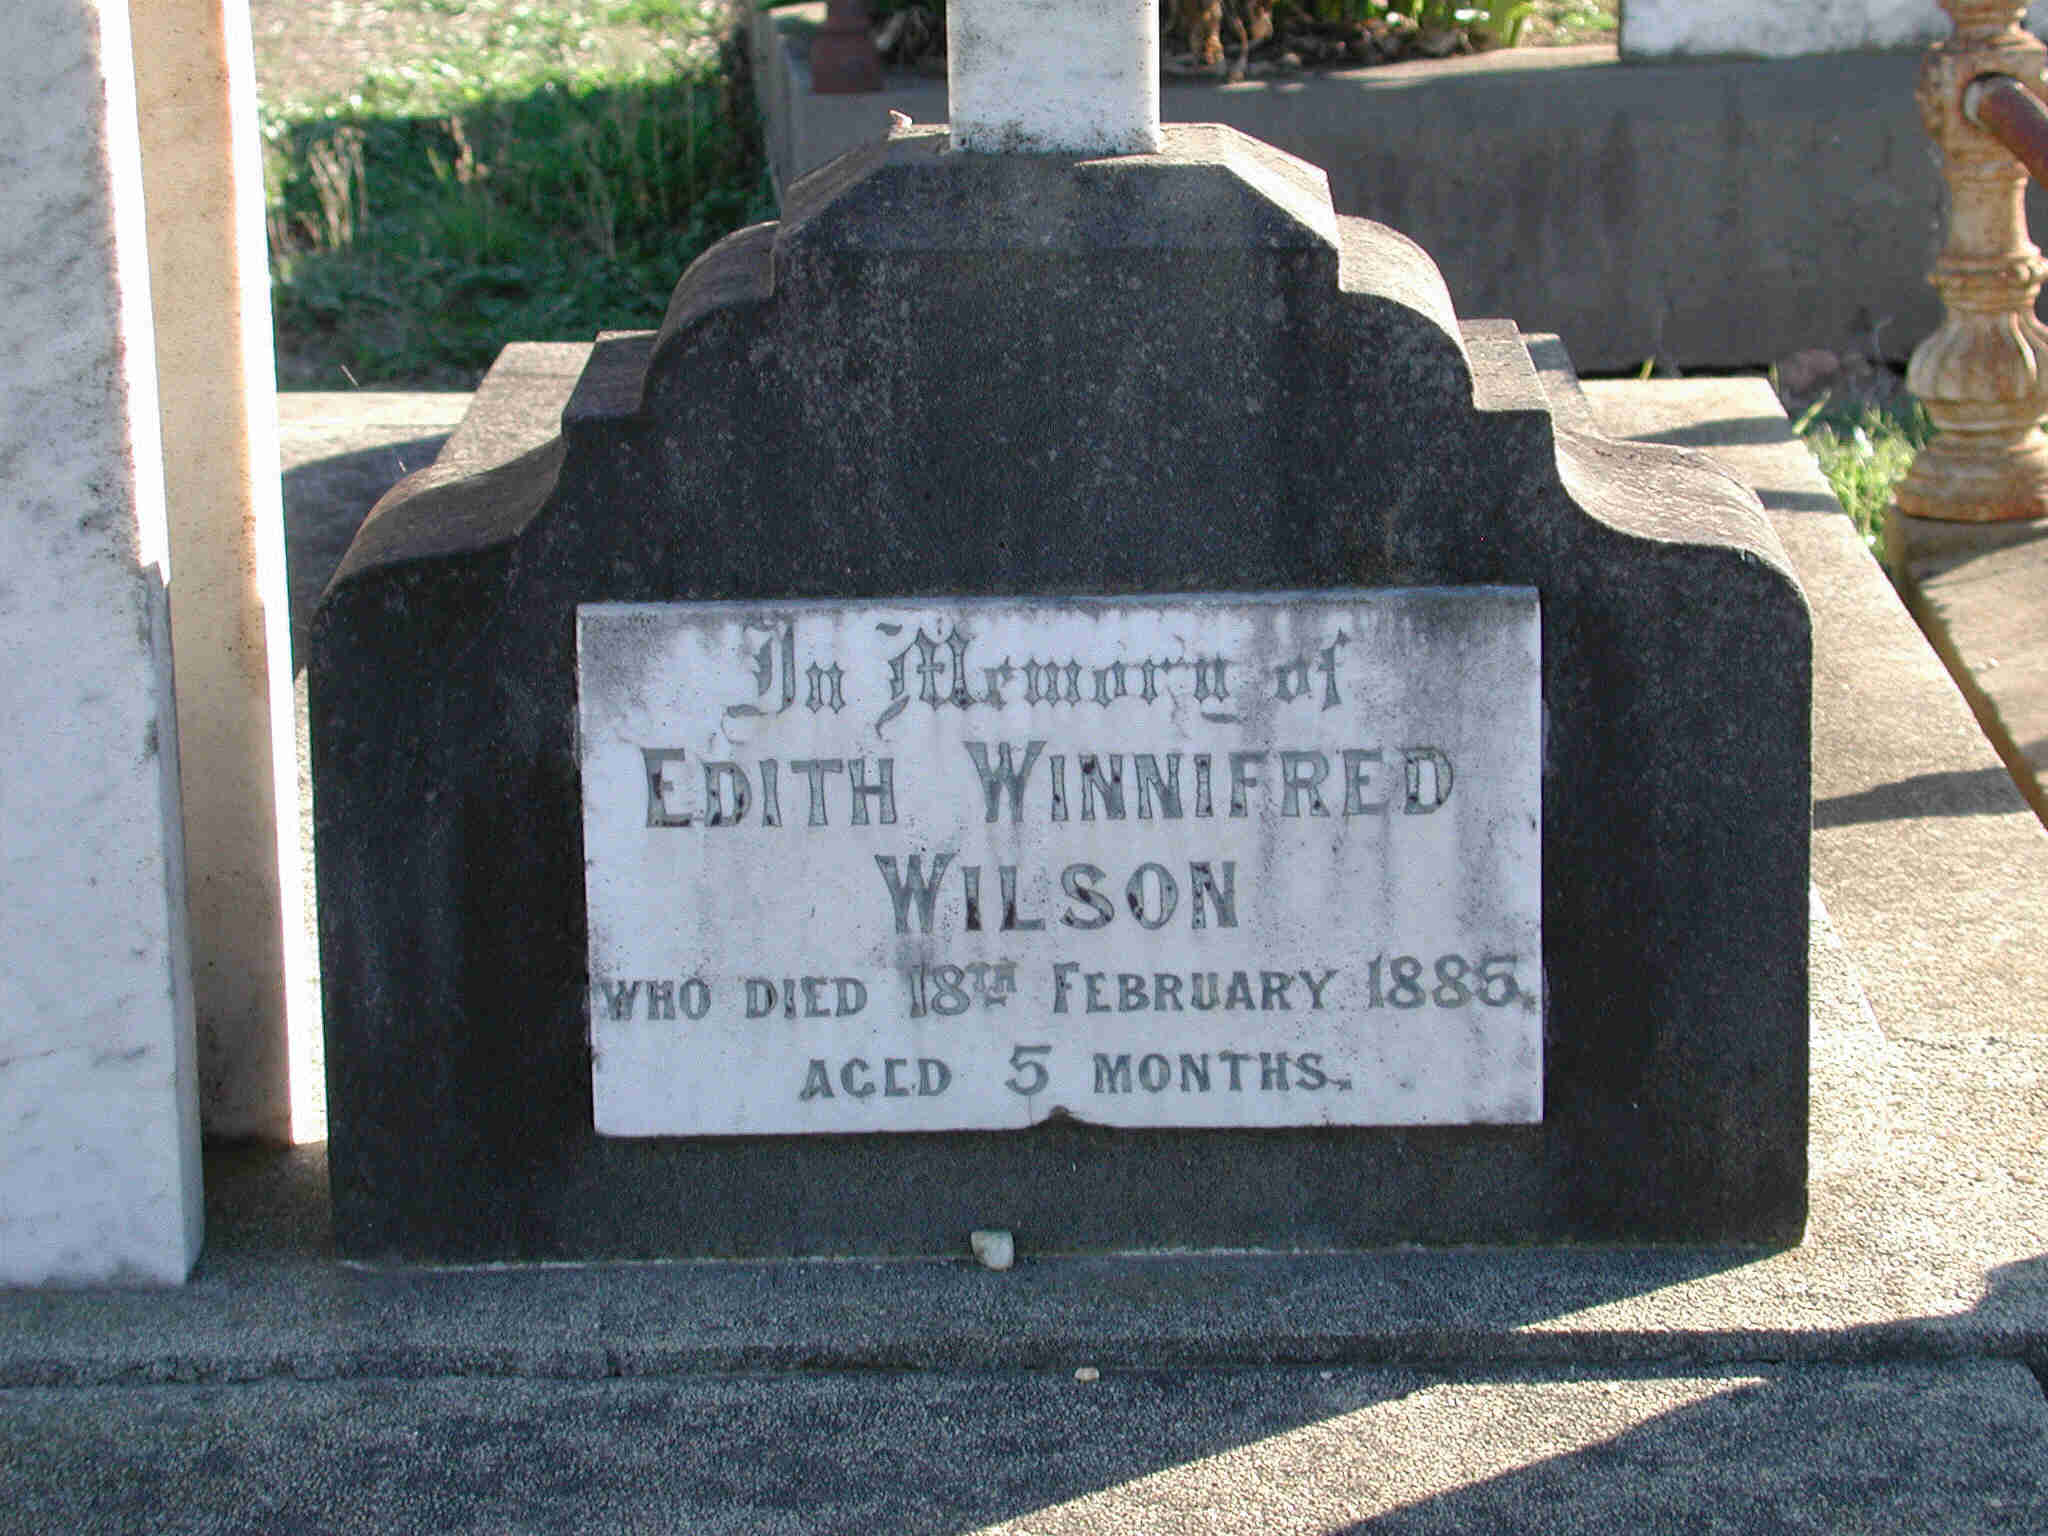 In Memory of
EDITH WINNIFRED
WILSON
WHO DIED 18TH FEBRUARY 1885.
AGED 5 MONTHS.